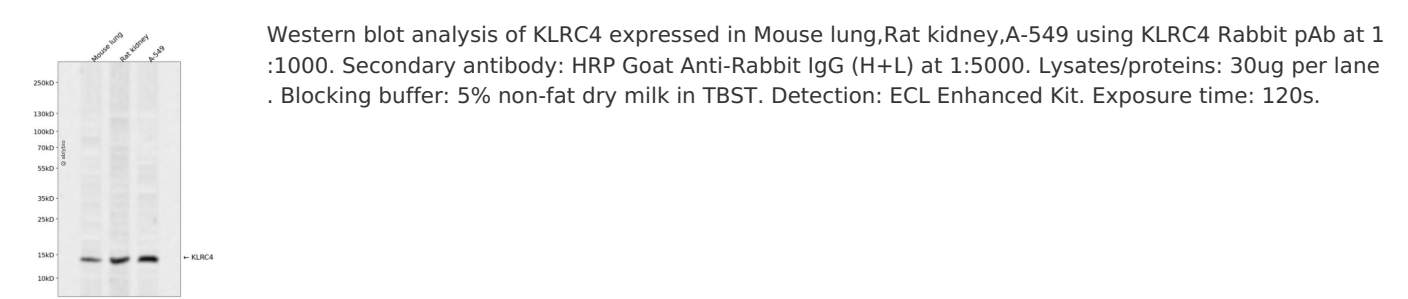 Mouse lung
Rat kidney
A-549
250kD
130kD
100kD
70kD
55kD
35kD
25kD
15kD
10kD
@ abybro
← KLRC4
Western blot analysis of KLRC4 expressed in Mouse lung,Rat kidney,A-549 using KLRC4 Rabbit pAb at 1
:1000. Secondary antibody: HRP Goat Anti-Rabbit IgG (H+L) at 1:5000. Lysates/proteins: 30ug per lane
. Blocking buffer: 5% non-fat dry milk in TBST. Detection: ECL Enhanced Kit. Exposure time: 120s.